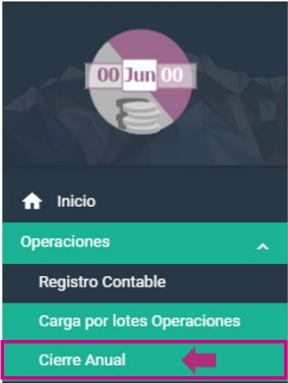 00 Jun 00
Inicio
Operaciones
Registro Contable
Carga por lotes Operaciones
Cierre Anual